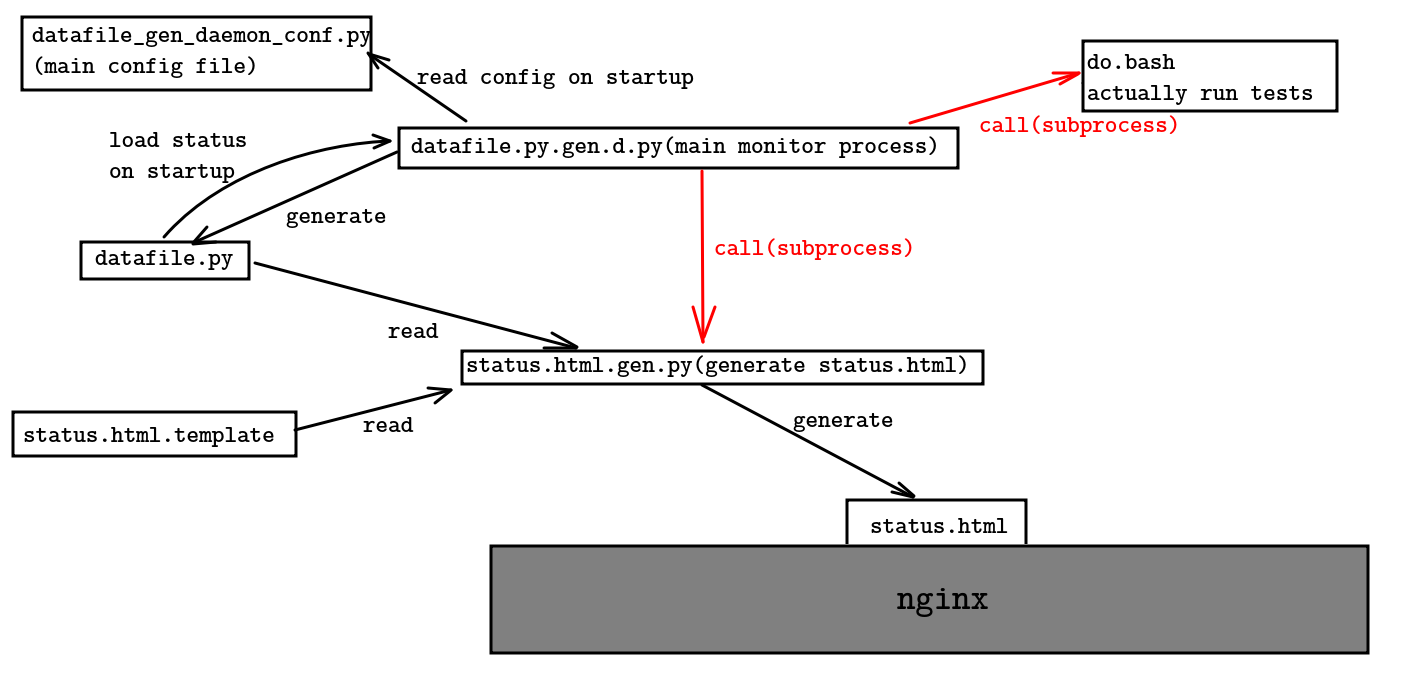 datafile_gen_daemon_conf.py
(main config file)
read config on startup
do.bash
actually run tests
call(subprocess)
load status
on startup
datafile.py.gen.d.py(main monitor process)
generate
datafile.py
call(subprocess)
read
status.html.gen.py(generate status.html)
status.html.template
read
generate
status.html
nginx